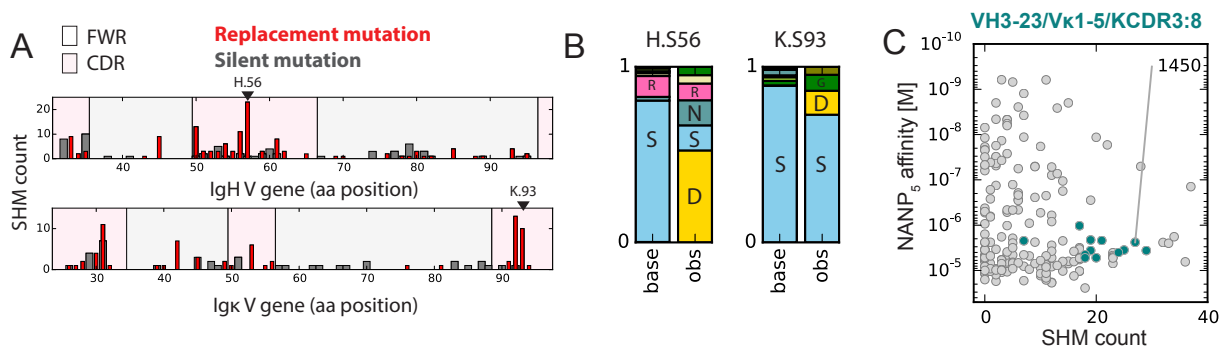 A
FWR
CDR
Replacement mutation
Silent mutation
H.56
SHM count
20
10
0
40
50
60
70
80
90
IgH V gene (aa position)
K.93
10
0
30
40
50
60
70
80
90
Igκ V gene (aa position)
B
H.S56
K.S93
1
0
R
S
R
N
S
D
base
obs
1
0
S
G
D
S
base
obs
C
VH3-23/Vκ1-5/KCDR3:8
1450
NANP5 affinity [M]
10-10
10-9
10-8
10-7
10-6
10-5
0
20
40
SHM count